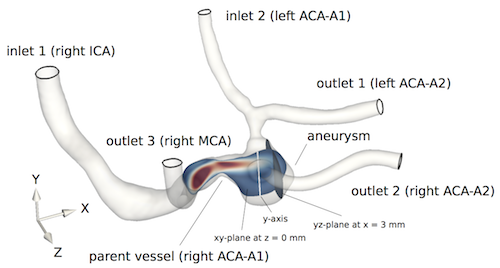 inlet 2 (left ACA-A1)
inlet 1 (right ICA)
outlet 1 (left ACA-A2)
outlet 3 (right MCA)
aneurysm
outlet 2 (right ACA-A2)
Y
X
Z
y-axis
xy-plane at z = 0 mm
yz-plane at x = 3 mm
parent vessel (right ACA-A1)